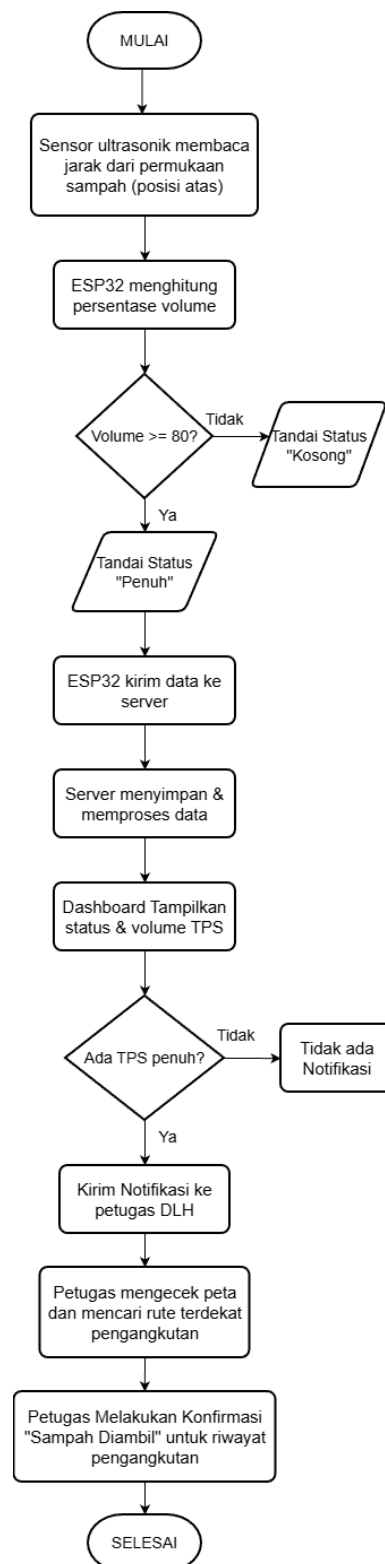 MULAI
Sensor ultrasonik membaca
jarak dari permukaan
sampah (posisi atas)
ESP32 menghitung
persentase volume
Volume >= 80?
Tidak
Tandai Status
"Kosong"
Ya
Tandai Status
"Penuh"
ESP32 kirim data ke
server
Server menyimpan &
memproses data
Dashboard Tampilkan
status & volume TPS
Ada TPS penuh?
Tidak
Tidak ada
Notifikasi
Ya
Kirim Notifikasi ke
petugas DLH
Petugas mengecek peta
dan mencari rute terdekat
pengangkutan
Petugas Melakukan Konfirmasi
"Sampah Diambil" untuk riwayat
pengangkutan
SELESAI